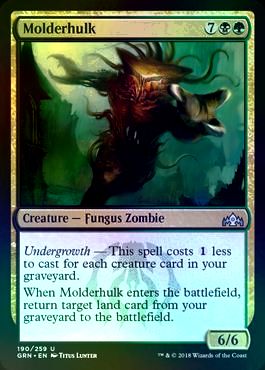 Molderhulk 7
Creature — Fungus Zombie
Undergrowth — This spell costs 1 less
to cast for each creature card in your
graveyard.
When Molderhulk enters the battlefield,
return target land card from your
graveyard to the battlefield.
6/6
190/259 U
GRN • EN Titus Lunter
™ & © 2018 Wizards of the Coast